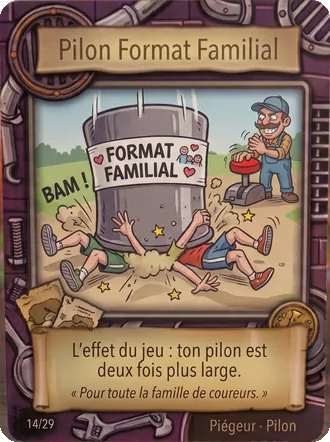 Pilon Format Familial
FORMAT
FAMILIAL
BAM !
L'effet du jeu : ton pilon est
deux fois plus large.
« Pour toute la famille de coureurs. »
14/29
Piégeur · Pilon